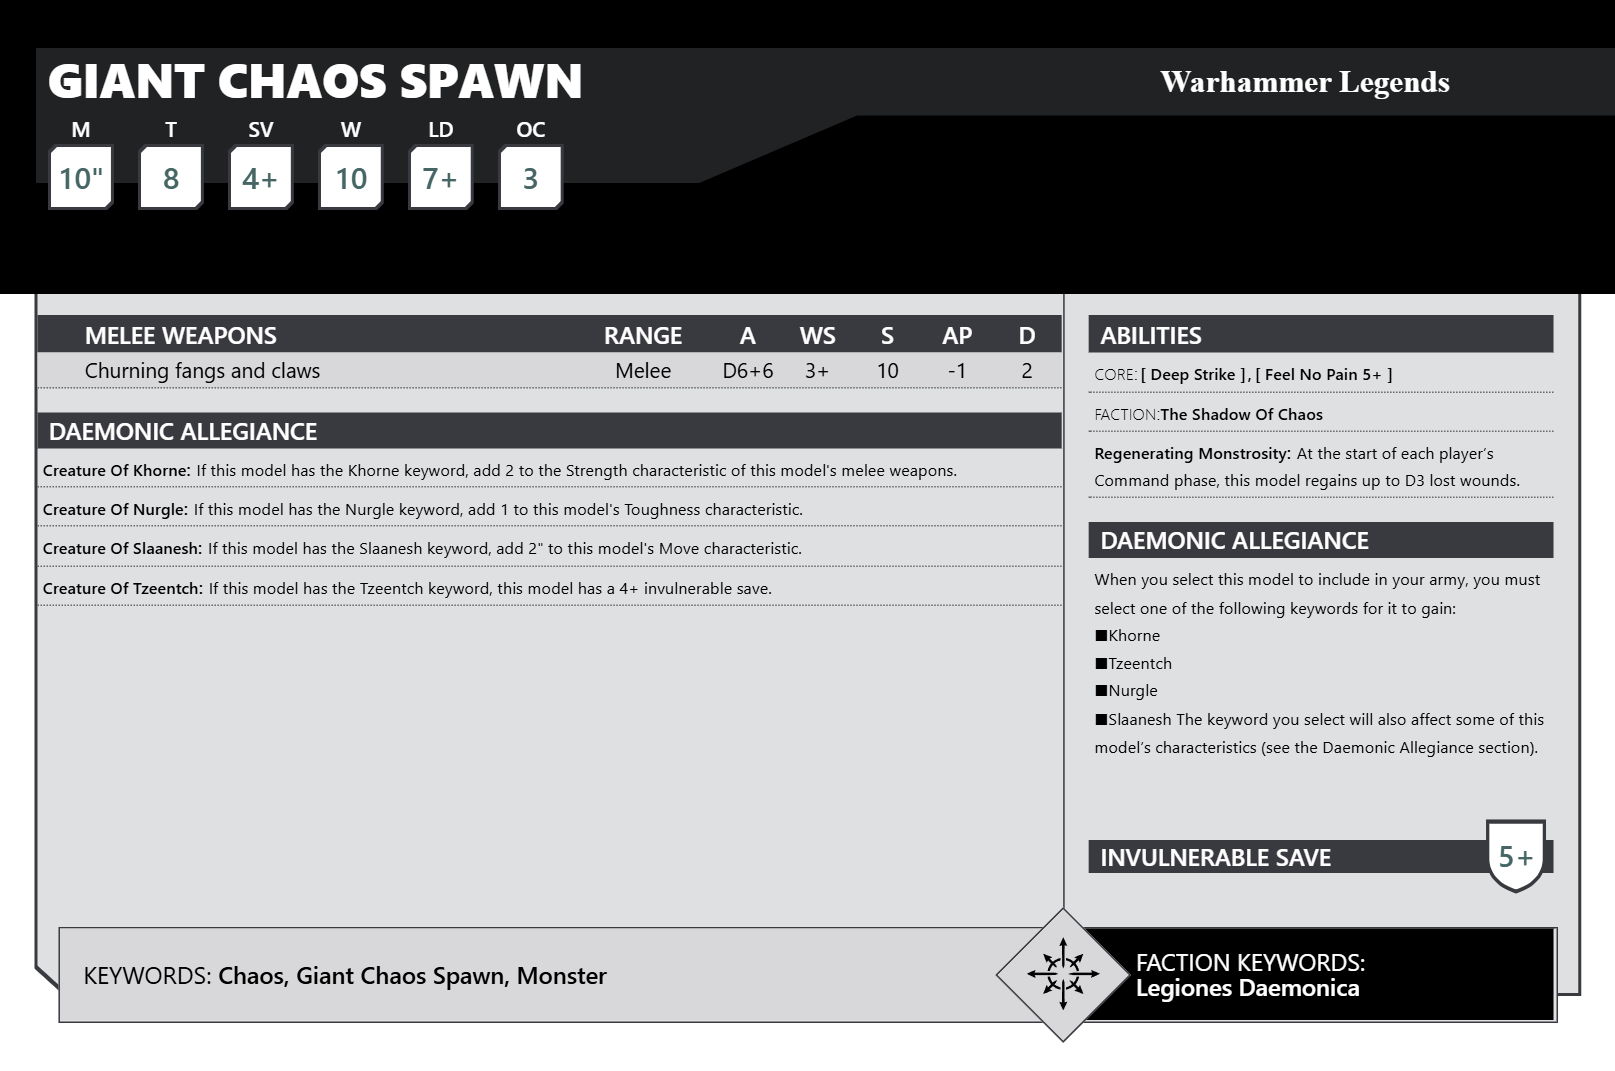 GIANT CHAOS SPAWN
Warhammer Legends
M T SV W LD OC
10" 8 4+ 10 7+ 3
MELEE WEAPONS RANGE A WS S AP D
Churning fangs and claws Melee D6+6 3+ 10 -1 2
DAEMONIC ALLEGIANCE
Creature Of Khorne: If this model has the Khorne keyword, add 2 to the Strength characteristic of this model's melee weapons.
Creature Of Nurgle: If this model has the Nurgle keyword, add 1 to this model's Toughness characteristic.
Creature Of Slaanesh: If this model has the Slaanesh keyword, add 2" to this model's Move characteristic.
Creature Of Tzeentch: If this model has the Tzeentch keyword, this model has a 4+ invulnerable save.
ABILITIES
CORE: [ Deep Strike ], [ Feel No Pain 5+ ]
FACTION:The Shadow Of Chaos
Regenerating Monstrosity: At the start of each player’s
Command phase, this model regains up to D3 lost wounds.
DAEMONIC ALLEGIANCE
When you select this model to include in your army, you must
select one of the following keywords for it to gain:
■Khorne
■Tzeentch
■Nurgle
■Slaanesh The keyword you select will also affect some of this
model’s characteristics (see the Daemonic Allegiance section).
INVULNERABLE SAVE 5+
KEYWORDS: Chaos, Giant Chaos Spawn, Monster
FACTION KEYWORDS:
Legiones Daemonica